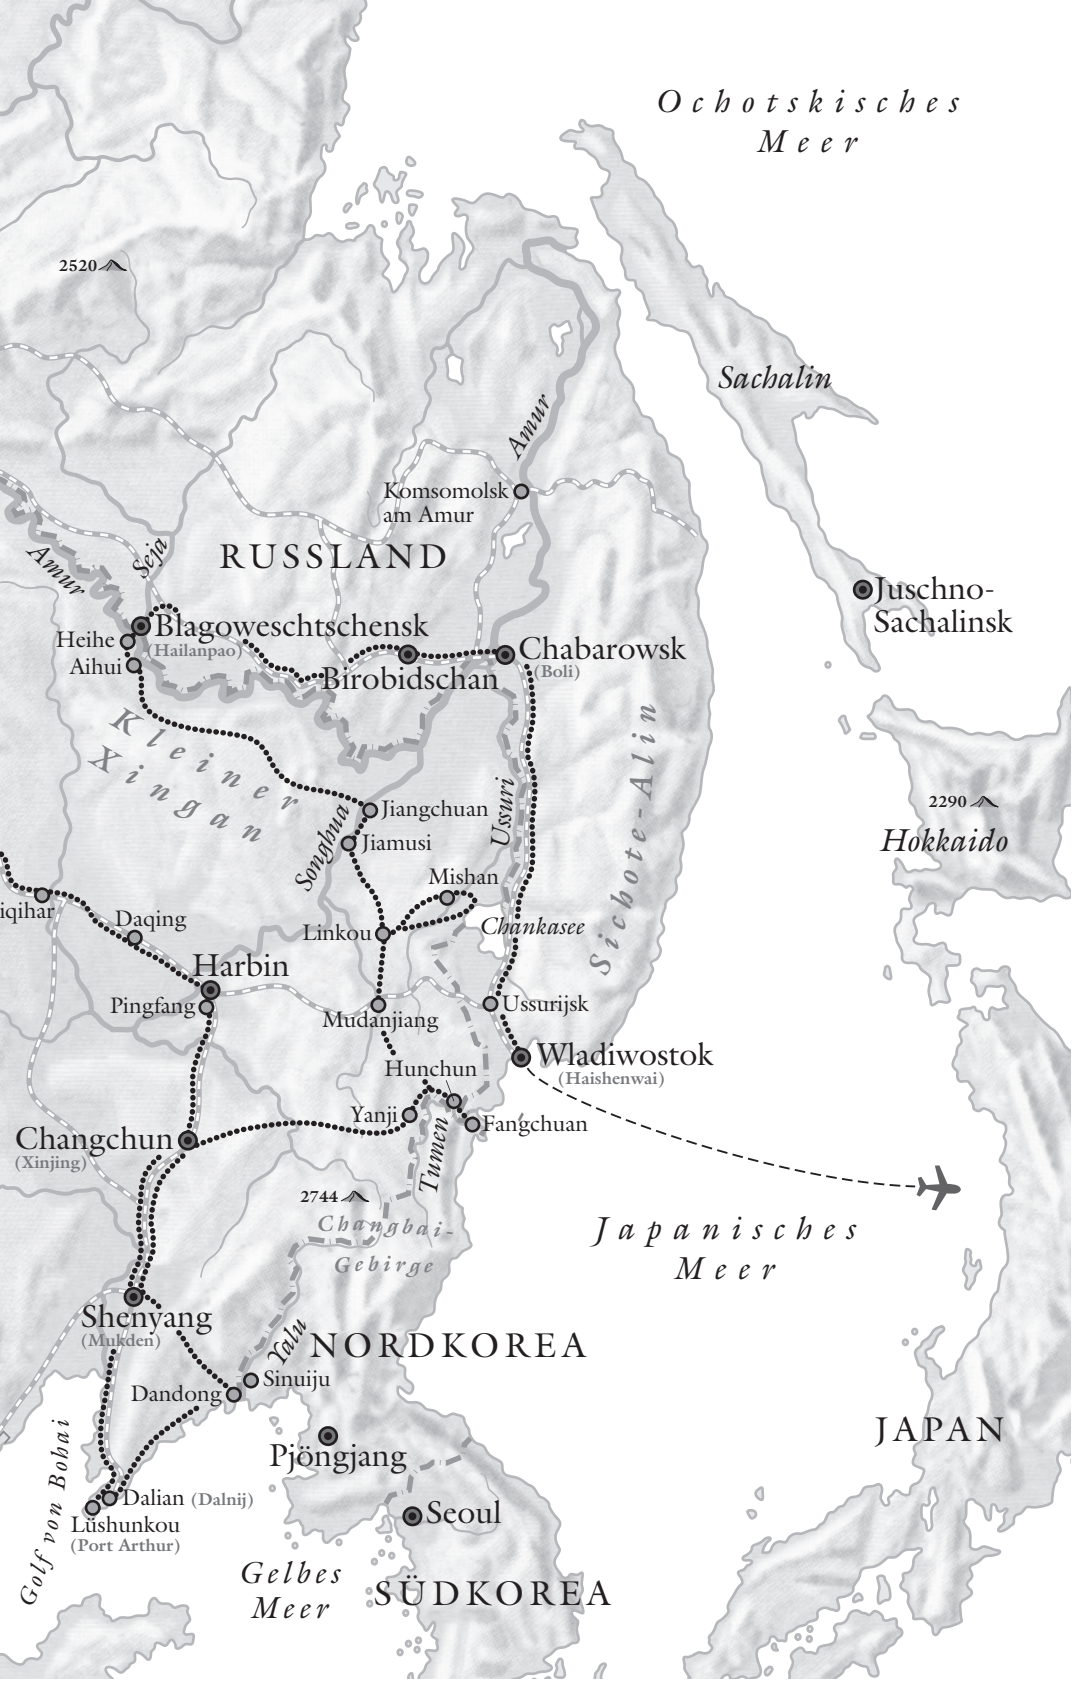 Ochotskisches
Meer
2520
Sachalin
Amur
Komsomolsk
am Amur
RUSSLAND
Seja
Amur
Juschno-
Sachalinsk
Blagoweschtschensk
(Hailanpao)
Heihe
Aihui
Chabarowsk
(Boli)
Birobidschan
Kleiner
Xingan
Sichote-Alin
Ussuri
Songhua
Jiangchuan
Jiamusi
2290
Hokkaido
Mishan
iqihar
Daqing
Linkou
Chankasee
Harbin
Pingfang
Mudanjiang
Ussurijsk
Wladiwostok
(Haishenwai)
Hunchun
Yanji
Fangchuan
Tumen
Changchun
(Xinjing)
2744
Changbai-
Gebirge
Japanisches
Meer
Shenyang
(Mukden)
Yalu
NORDKOREA
Sinuiju
Dandong
JAPAN
Pjöngjang
Golf von Bohai
Dalian (Dalnij)
Lüshunkou
(Port Arthur)
Seoul
Gelbes
Meer
SÜDKOREA